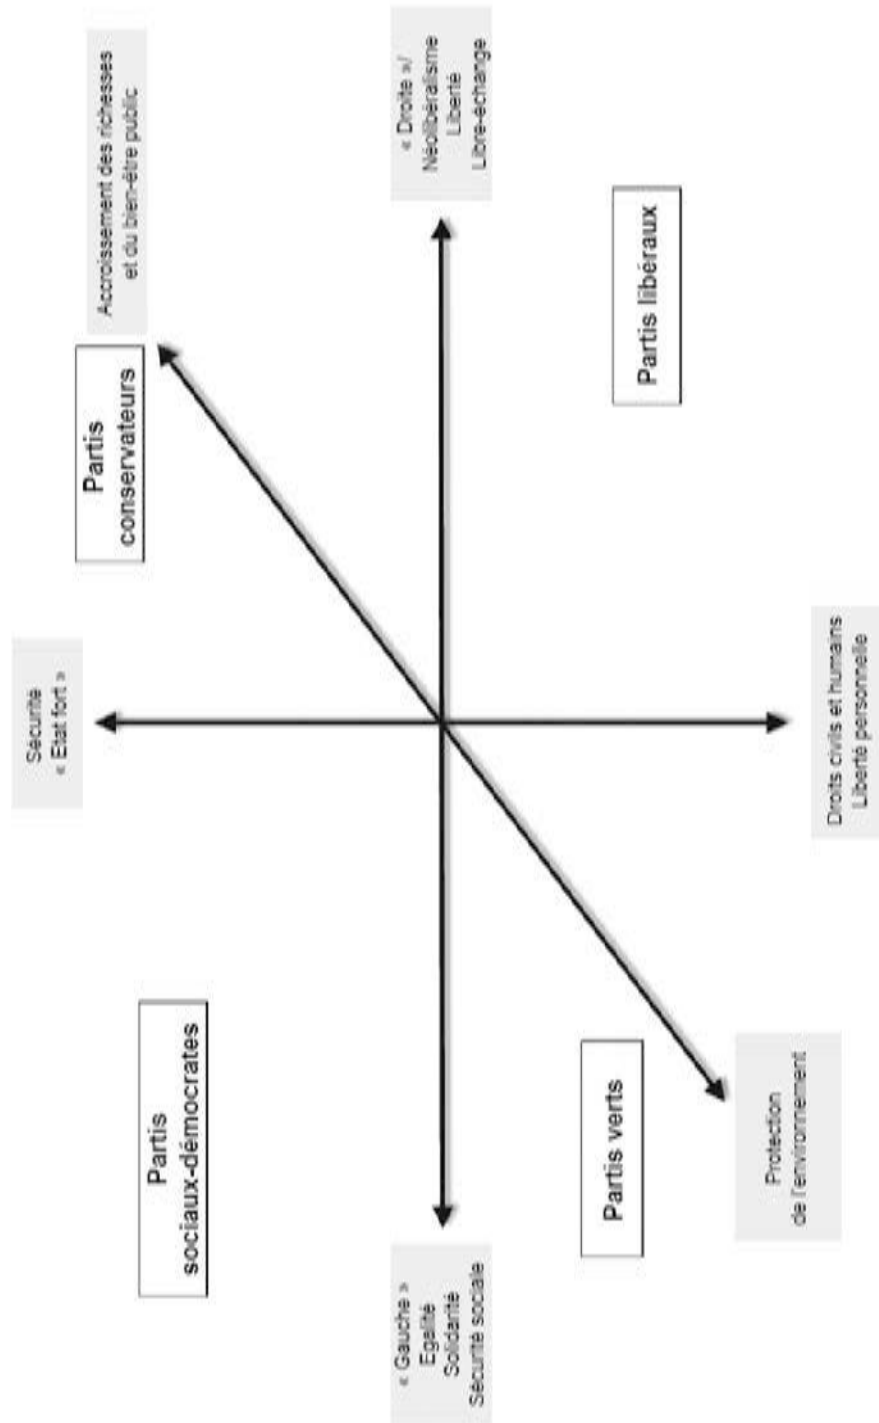 Sécurité
« Etat fort »
Accroissement des richesses
et du bien-être public
Partis
conservateurs
Partis
sociaux-démocrates
« Gauche »
Egalité
Solidarité
Sécurité sociale
« Droite »/
Néolibéralisme
Liberté
Libre-échange
Partis verts
Partis libéraux
Protection
de l'environnement
Droits civils et humains
Liberté personnelle